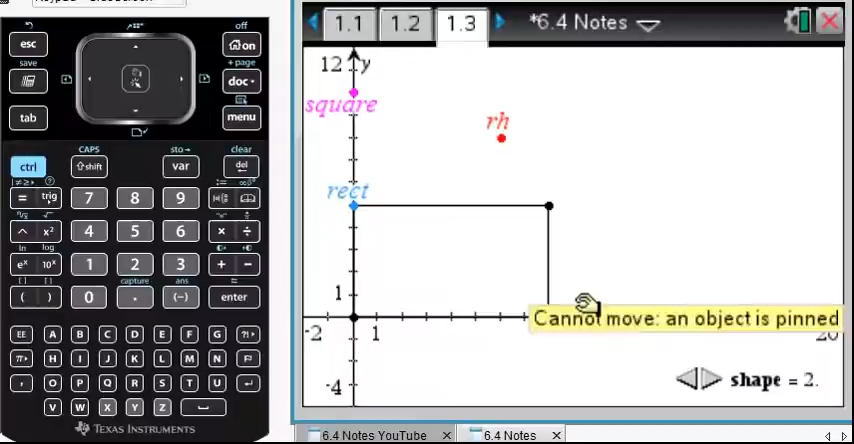 off
esc
on
save
+ page
doc
tab
menu
CAPS
sto→
clear
ctrl
⇧shift
var
del
= trig 7 8 9
^ x² 4 5 6 × ÷
ln log
eˣ 10ˣ 1 2 3 + −
capture
ans
( ) 0 . (−) enter
EE A B C D E F G ?!▸
π▸ H I J K L M N
, O P Q R S T U
V W X Y Z
TEXAS INSTRUMENTS
1.1 1.2 1.3 *6.4 Notes
12 y
square
rh
rect
1
Cannot move: an object is pinned
-2 1 20
-4
shape = 2.
6.4 Notes YouTube × 6.4 Notes ×